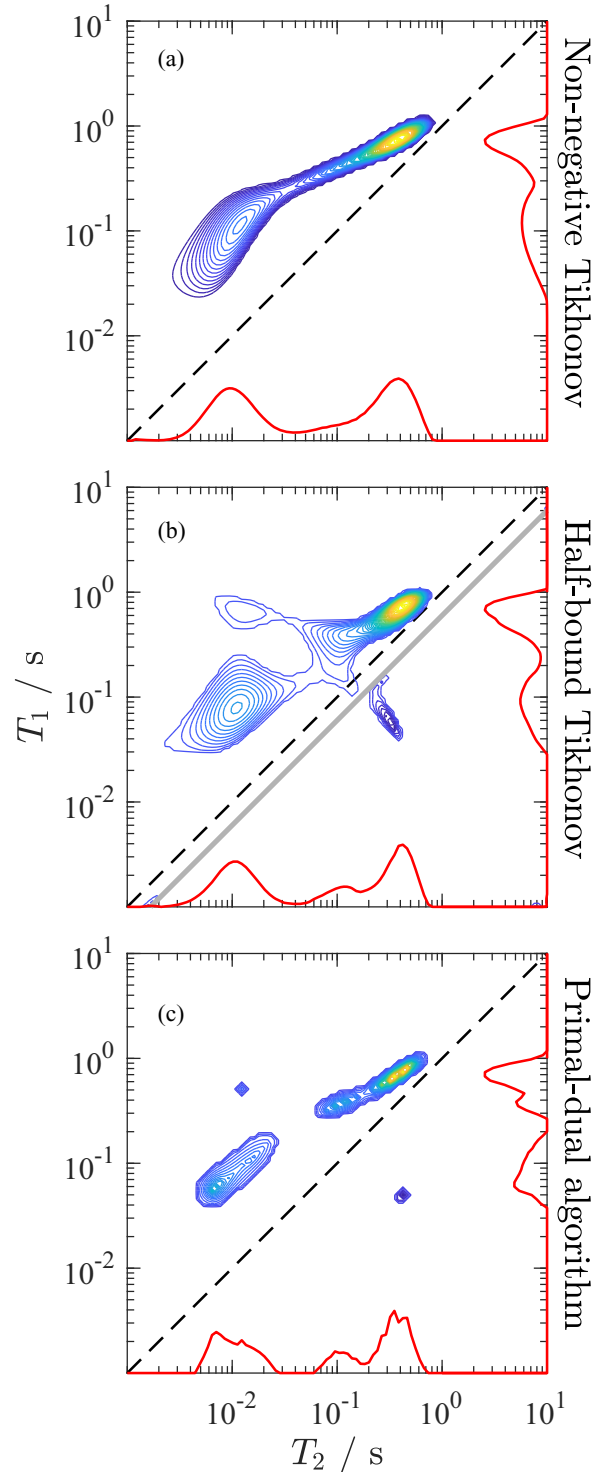 10^1
(a)
10^0
10^{-1}
10^{-2}
Non-negative Tikhonov
10^1
(b)
10^0
10^{-1}
10^{-2}
T_1 / s
Half-bound Tikhonov
10^1
(c)
10^0
10^{-1}
10^{-2}
Primal-dual algorithm
10^{-2} 10^{-1} 10^0 10^1
T_2 / s